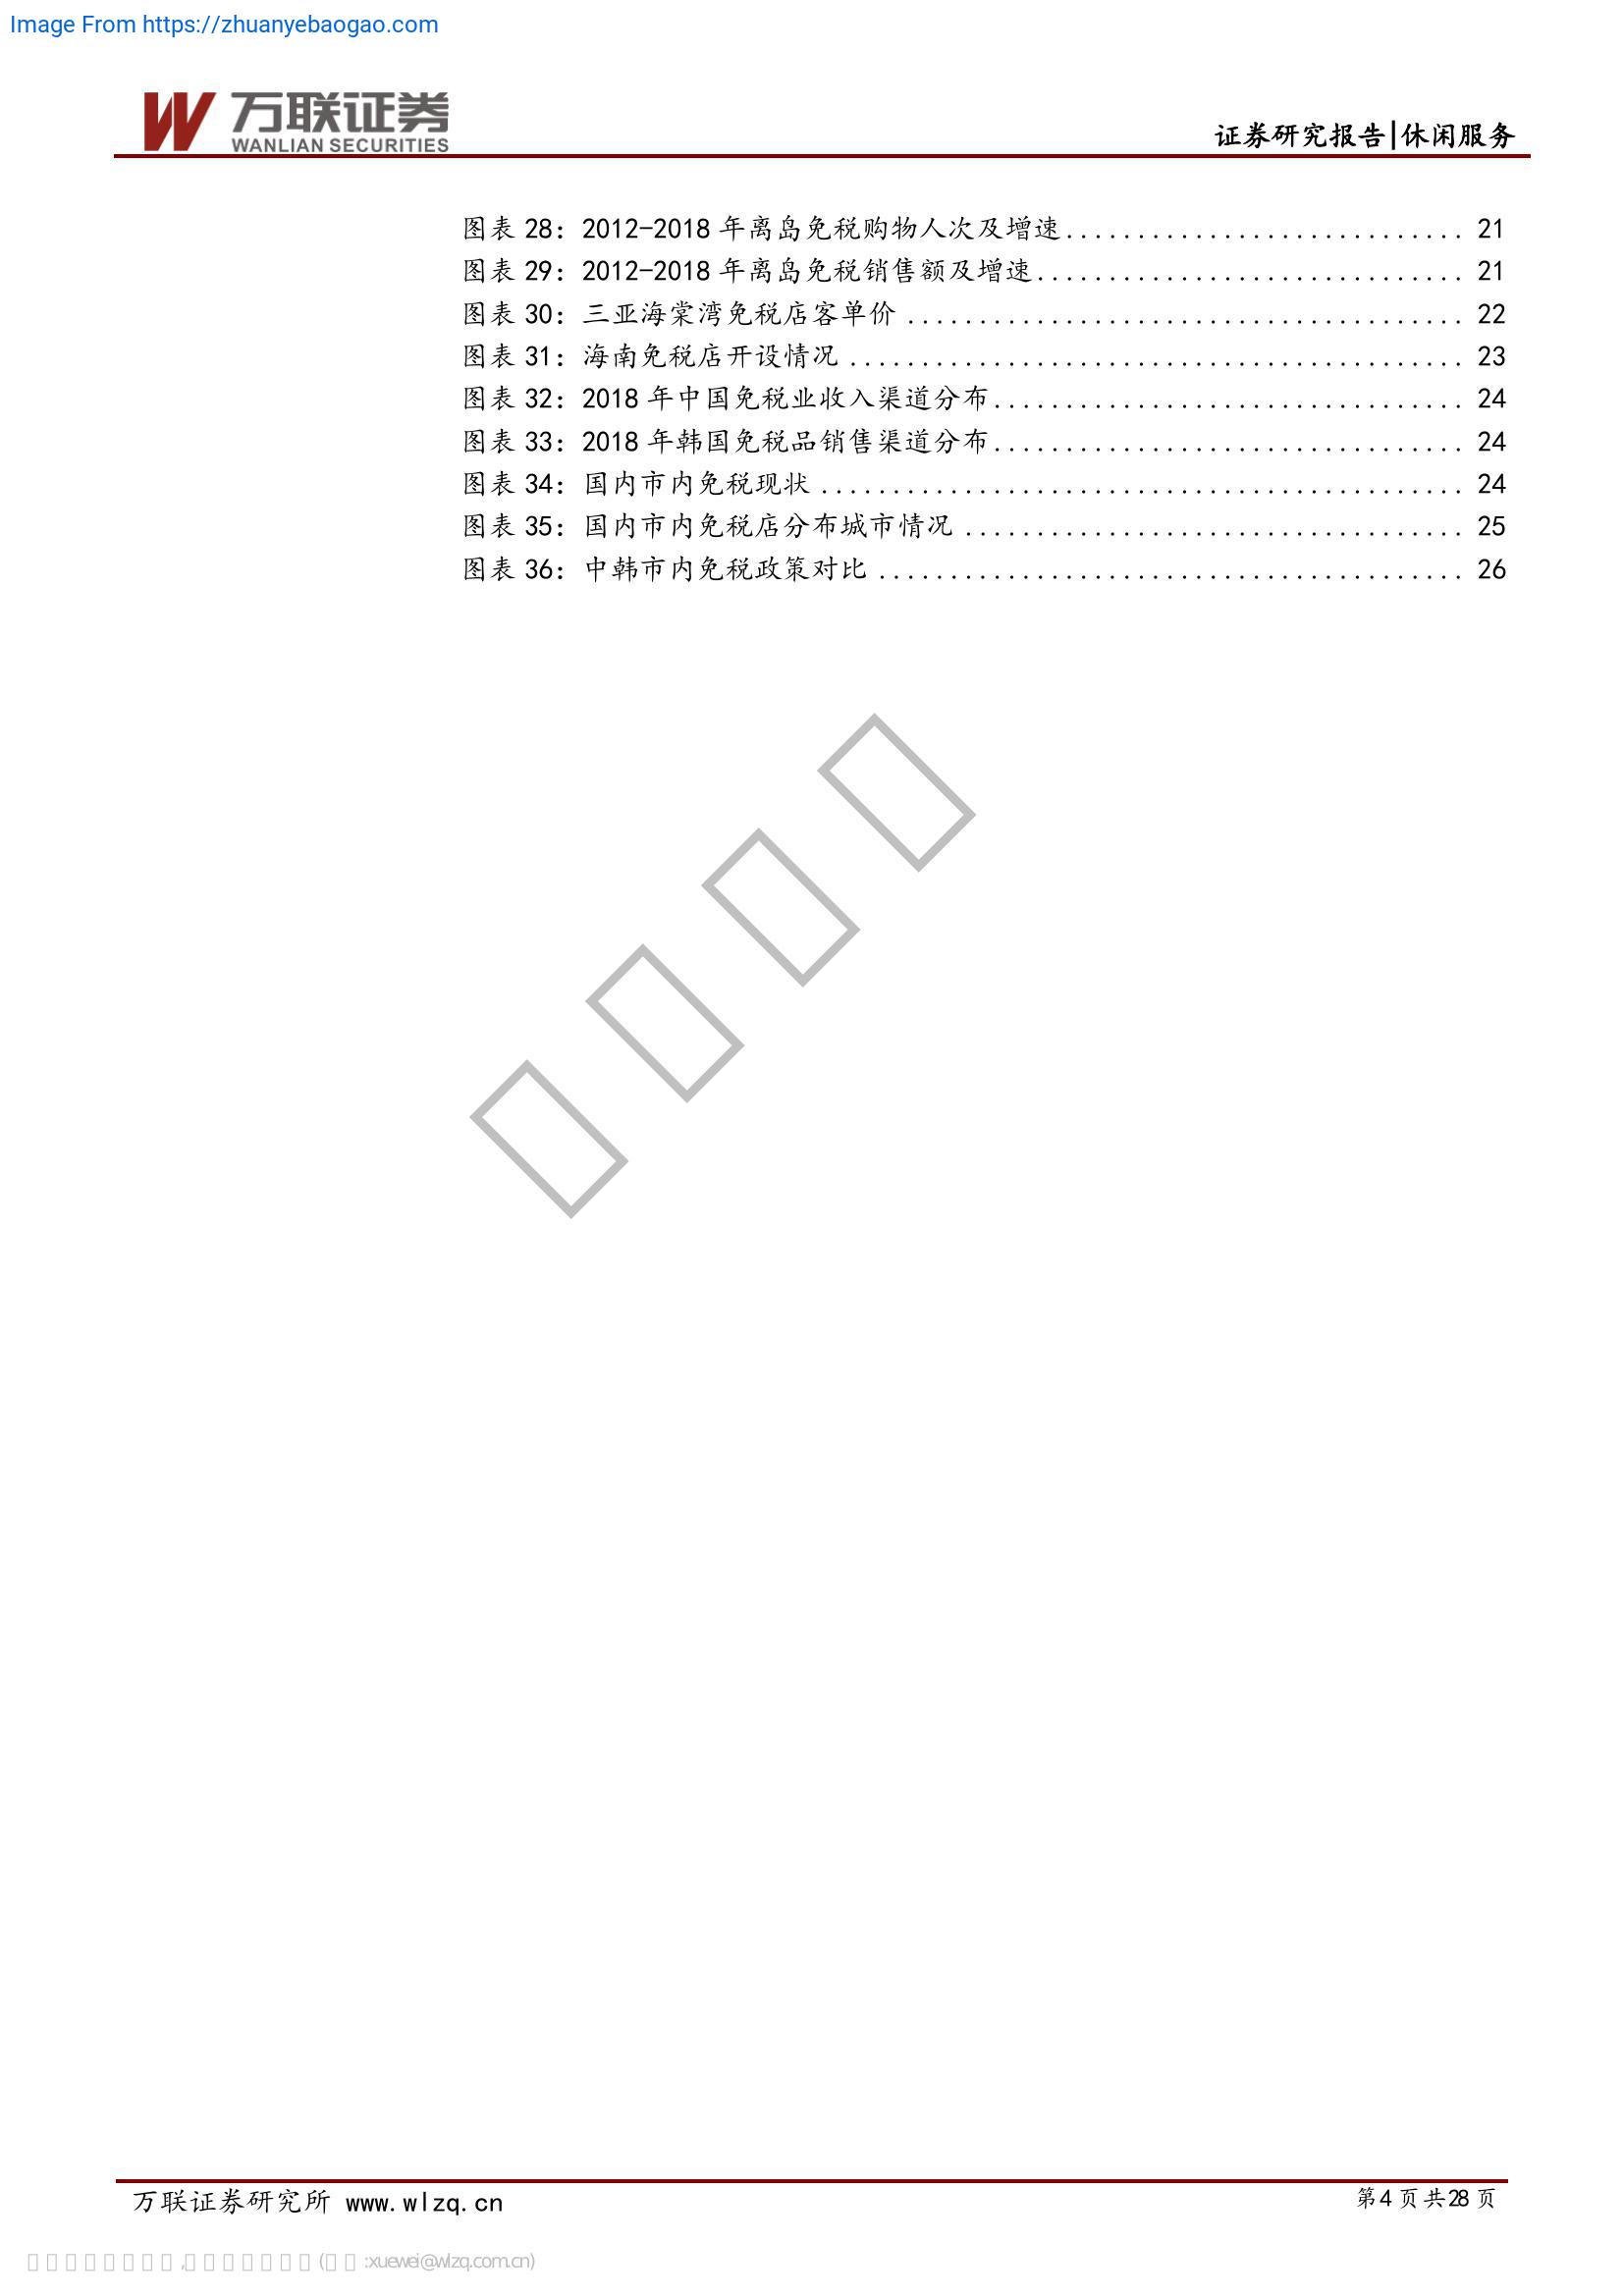 Image From https://zhuanyebaogao.com
万联证券
WANLIAN SECURITIES
证券研究报告|休闲服务
图表 28：2012-2018 年离岛免税购物人次及增速............................ 21
图表 29：2012-2018 年离岛免税销售额及增速.............................. 21
图表 30：三亚海棠湾免税店客单价 ....................................... 22
图表 31：海南免税店开设情况 ........................................... 23
图表 32：2018 年中国免税业收入渠道分布................................. 24
图表 33：2018 年韩国免税品销售渠道分布................................. 24
图表 34：国内市内免税现状 ............................................. 24
图表 35：国内市内免税店分布城市情况 ................................... 25
图表 36：中韩市内免税政策对比 ......................................... 26
万联证券研究所 www.wlzq.cn
第4 页 共28 页
:xuewei@wlzq.com.cn)